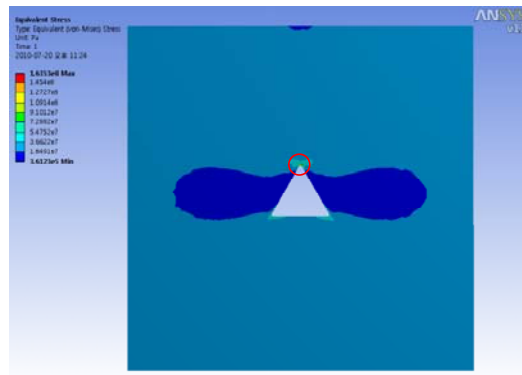 Equivalent Stress
Type: Equivalent (von-Mises) Stress
Unit: Pa
Time: 1
2010-07-20 오후 11:24
ANSYS
1.6353e8 Max
1.454e8
1.2727e8
1.0914e8
9.1012e7
7.2882e7
5.4752e7
3.6622e7
1.8491e7
3.6123e5 Min